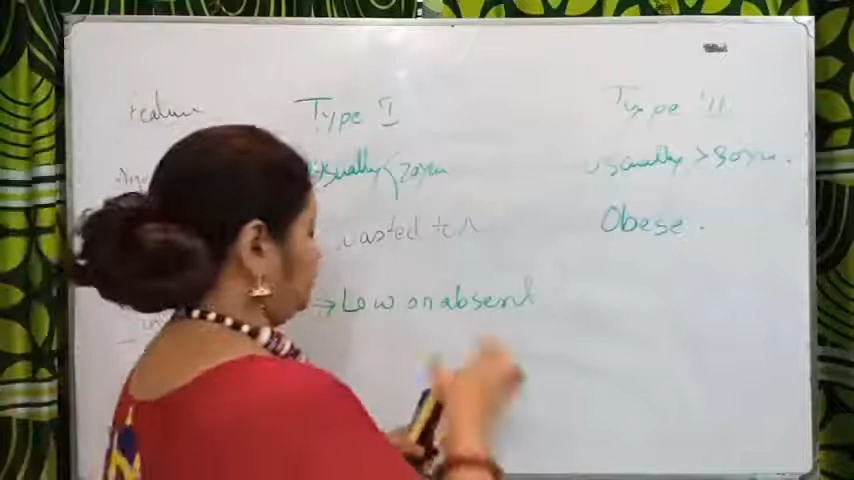 Feature Type I Type II
Usually <20yrs usually >30yrs.
wasted Obese.
→ Low or absent